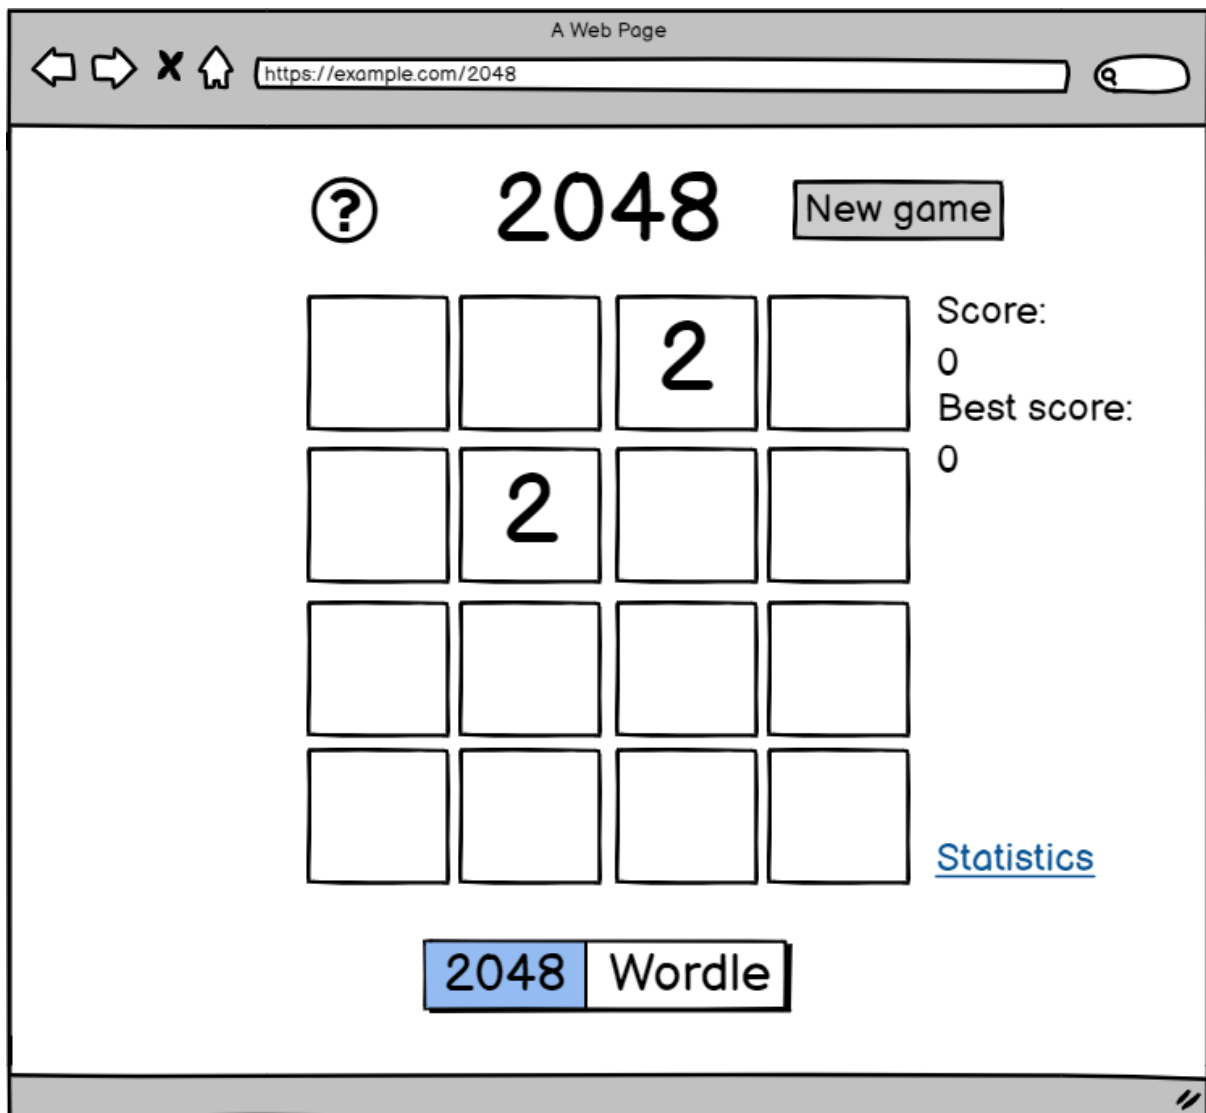 A Web Page
https://example.com/2048
?
2048
New game
2
Score:
0
Best score:
0
2
Statistics
2048
Wordle